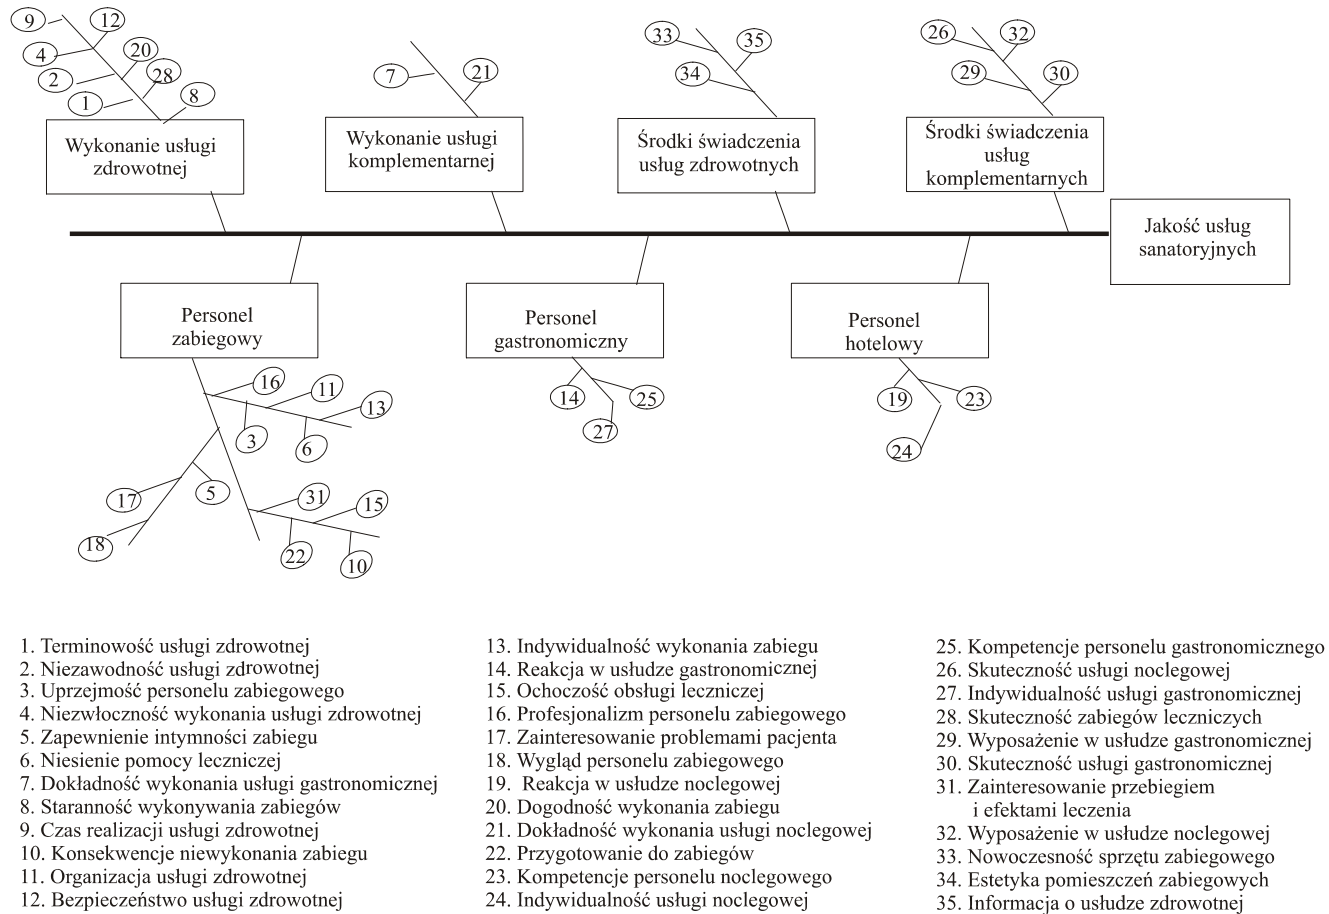 9
12
4
20
2
28
1
8
7
21
33
35
34
26
32
29
30
Wykonanie usługi
zdrowotnej
Wykonanie usługi
komplementarnej
Środki świadczenia
usług zdrowotnych
Środki świadczenia
usług
komplementarnych
Jakość usług
sanatoryjnych
Personel
zabiegowy
Personel
gastronomiczny
Personel
hotelowy
16
11
13
3
6
17
5
18
31
15
22
10
14
25
27
19
23
24
1. Terminowość usługi zdrowotnej
2. Niezawodność usługi zdrowotnej
3. Uprzejmość personelu zabiegowego
4. Niezwłoczność wykonania usługi zdrowotnej
5. Zapewnienie intymności zabiegu
6. Niesienie pomocy leczniczej
7. Dokładność wykonania usługi gastronomicznej
8. Staranność wykonywania zabiegów
9. Czas realizacji usługi zdrowotnej
10. Konsekwencje niewykonania zabiegu
11. Organizacja usługi zdrowotnej
12. Bezpieczeństwo usługi zdrowotnej
13. Indywidualność wykonania zabiegu
14. Reakcja w usłudze gastronomicznej
15. Ochoczość obsługi leczniczej
16. Profesjonalizm personelu zabiegowego
17. Zainteresowanie problemami pacjenta
18. Wygląd personelu zabiegowego
19. Reakcja w usłudze noclegowej
20. Dogodność wykonania zabiegu
21. Dokładność wykonania usługi noclegowej
22. Przygotowanie do zabiegów
23. Kompetencje personelu noclegowego
24. Indywidualność usługi noclegowej
25. Kompetencje personelu gastronomicznego
26. Skuteczność usługi noclegowej
27. Indywidualność usługi gastronomicznej
28. Skuteczność zabiegów leczniczych
29. Wyposażenie w usłudze gastronomicznej
30. Skuteczność usługi gastronomicznej
31. Zainteresowanie przebiegiem
i efektami leczenia
32. Wyposażenie w usłudze noclegowej
33. Nowoczesność sprzętu zabiegowego
34. Estetyka pomieszczeń zabiegowych
35. Informacja o usłudze zdrowotnej